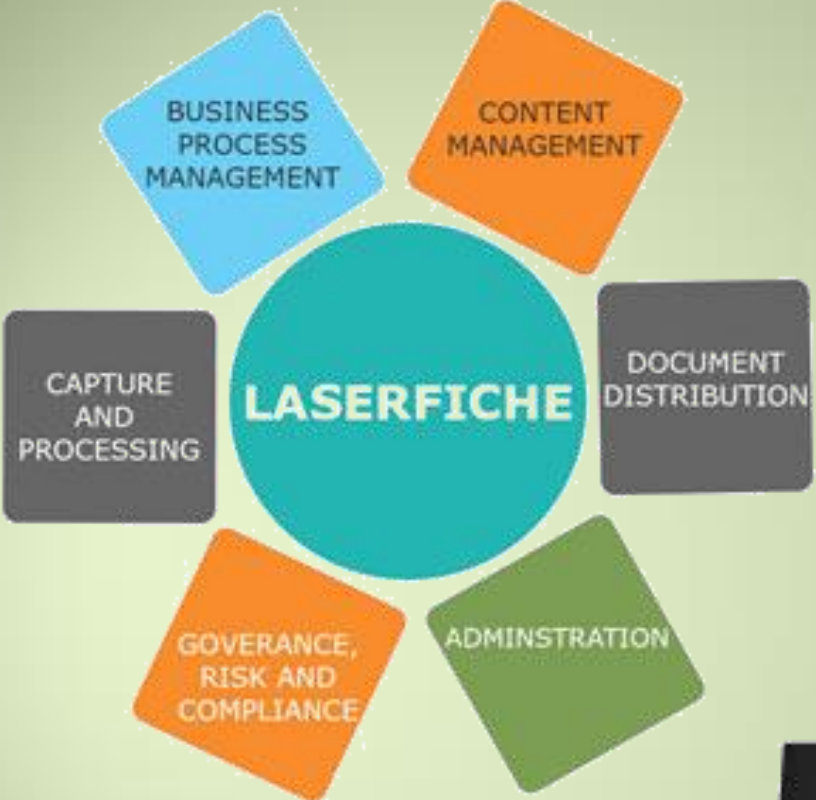 BUSINESS
PROCESS
MANAGEMENT
CONTENT
MANAGEMENT
CAPTURE
AND
PROCESSING
LASERFICHE
DOCUMENT
DISTRIBUTION
GOVERANCE,
RISK AND
COMPLIANCE
ADMINSTRATION